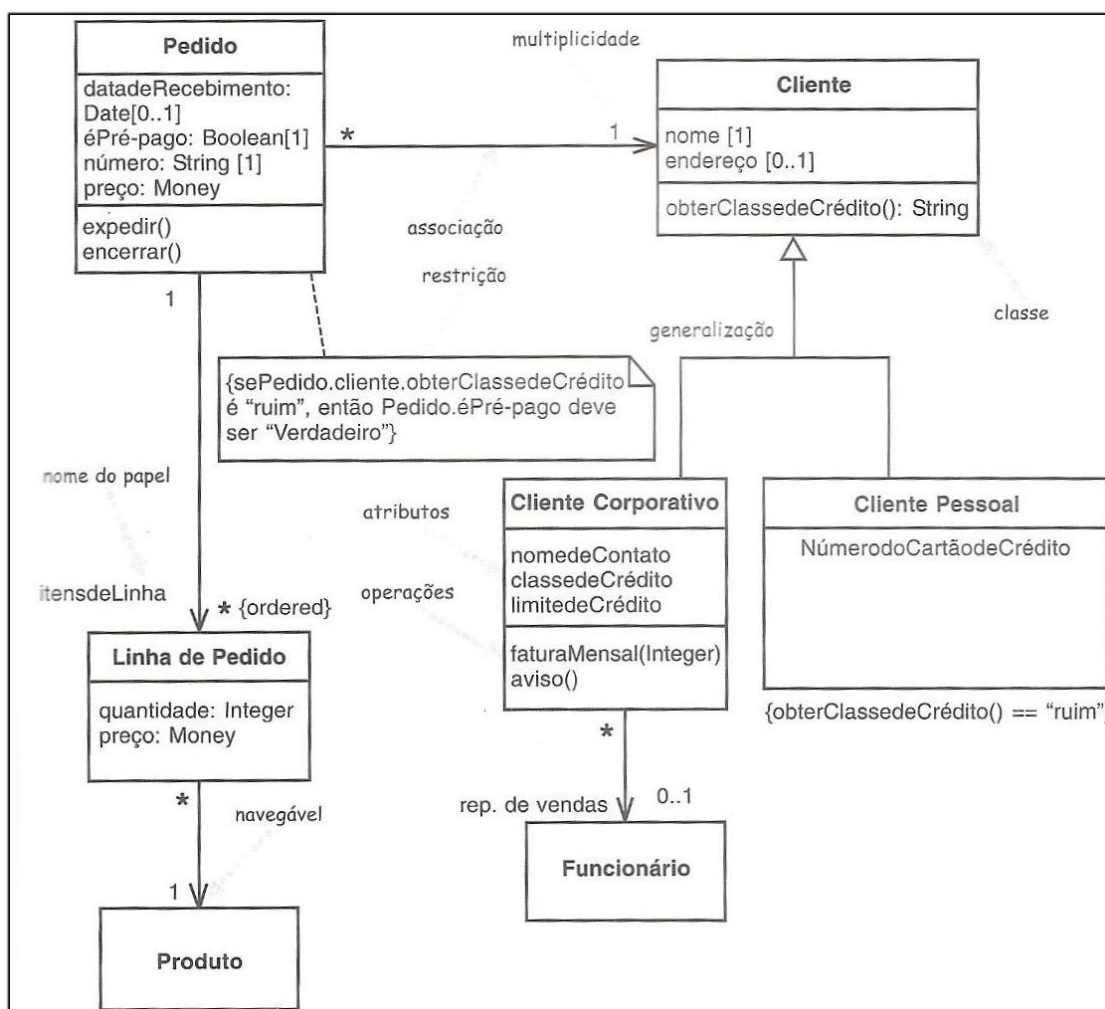 Pedido
datadeRecebimento:
Date[0..1]
éPré-pago: Boolean[1]
número: String [1]
preço: Money
expedir()
encerrar()
multiplicidade
*
1
Cliente
nome [1]
endereço [0..1]
obterClassedeCrédito(): String
associação
restrição
classe
generalização
1
{sePedido.cliente.obterClassedeCrédito
é “ruim”, então Pedido.éPré-pago deve
ser “Verdadeiro”}
nome do papel
itensdeLinha
* {ordered}
atributos
operações
Cliente Corporativo
nomedeContato
classedeCrédito
limitedeCrédito
faturaMensal(Integer)
aviso()
Cliente Pessoal
NúmerodoCartãodeCrédito
{obterClassedeCrédito() == “ruim”
Linha de Pedido
quantidade: Integer
preço: Money
*
navegável
1
Produto
*
rep. de vendas
0..1
Funcionário